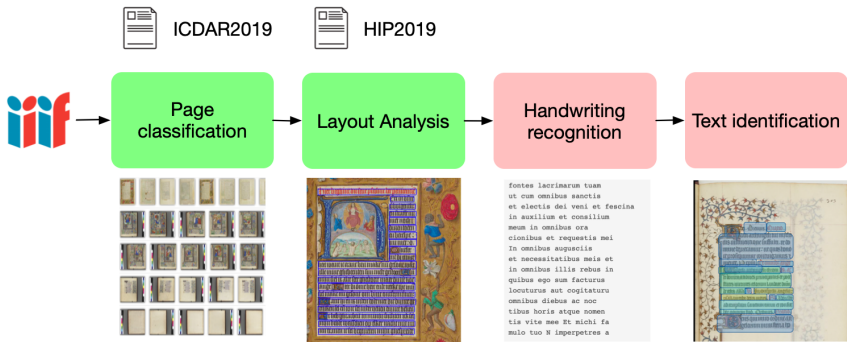 ICDAR2019
HIP2019
iiif
Page
classification
Layout Analysis
Handwriting
recognition
Text identification
fontes lacrimarum tuam
ut cum omnibus sanctis
et electis dei veni et fescina
in auxilium et consilium
meum in omnibus ora
cionibus et requestis mei
In omnibus augusciis
et necessitatibus meis et
in omnibus illis rebus in
quibus ego sum facturus
locuturus aut cogitaturu
omnibus diebus ac noc
tibus horis atque nomen
tis vite mee Et michi fa
mulo tuo N imperpetres a